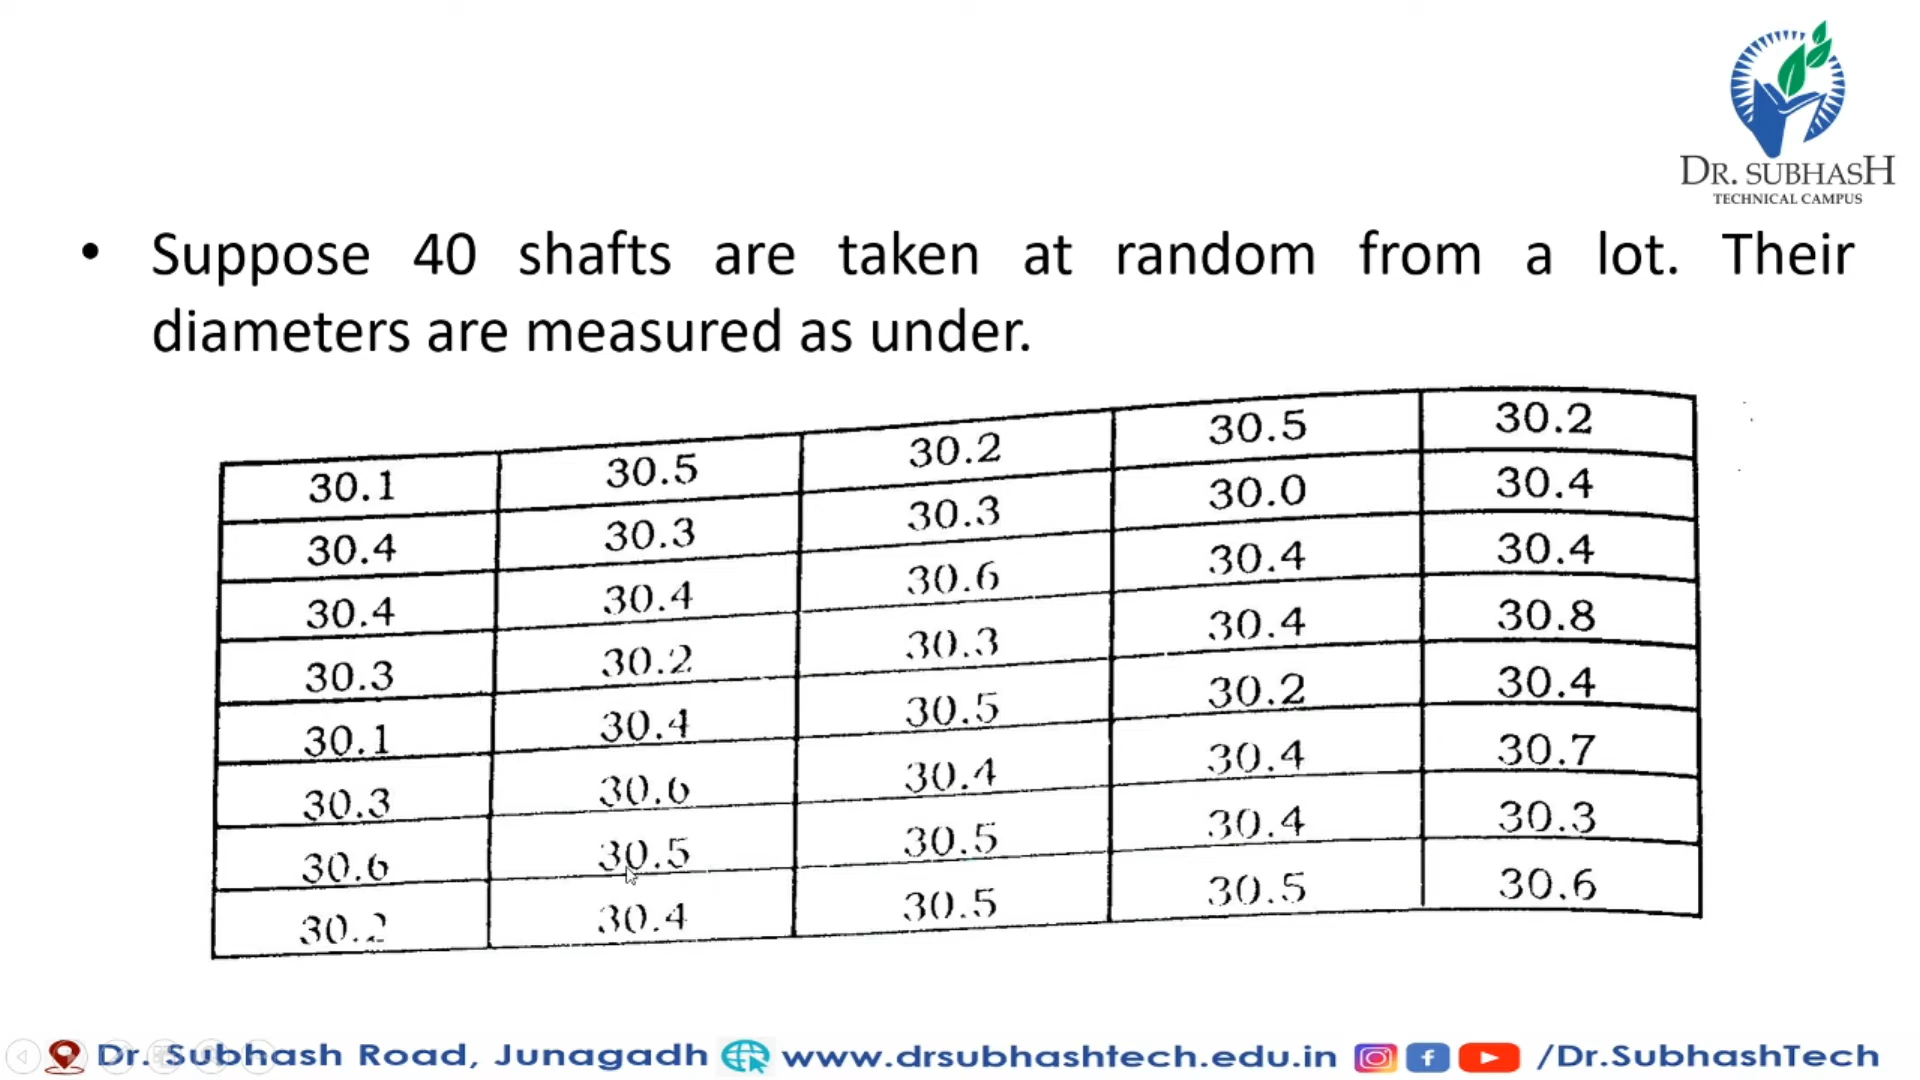 DR. SUBHASH
TECHNICAL CAMPUS
• Suppose 40 shafts are taken at random from a lot. Their
diameters are measured as under.
30.1 30.5 30.2 30.5 30.2
30.4 30.3 30.3 30.0 30.4
30.4 30.4 30.6 30.4 30.4
30.3 30.2 30.3 30.4 30.8
30.1 30.4 30.5 30.2 30.4
30.3 30.6 30.4 30.4 30.7
30.6 30.5 30.5 30.4 30.3
30.2 30.4 30.5 30.5 30.6
Dr. Subhash Road, Junagadh www.drsubhashtech.edu.in /Dr.SubhashTech